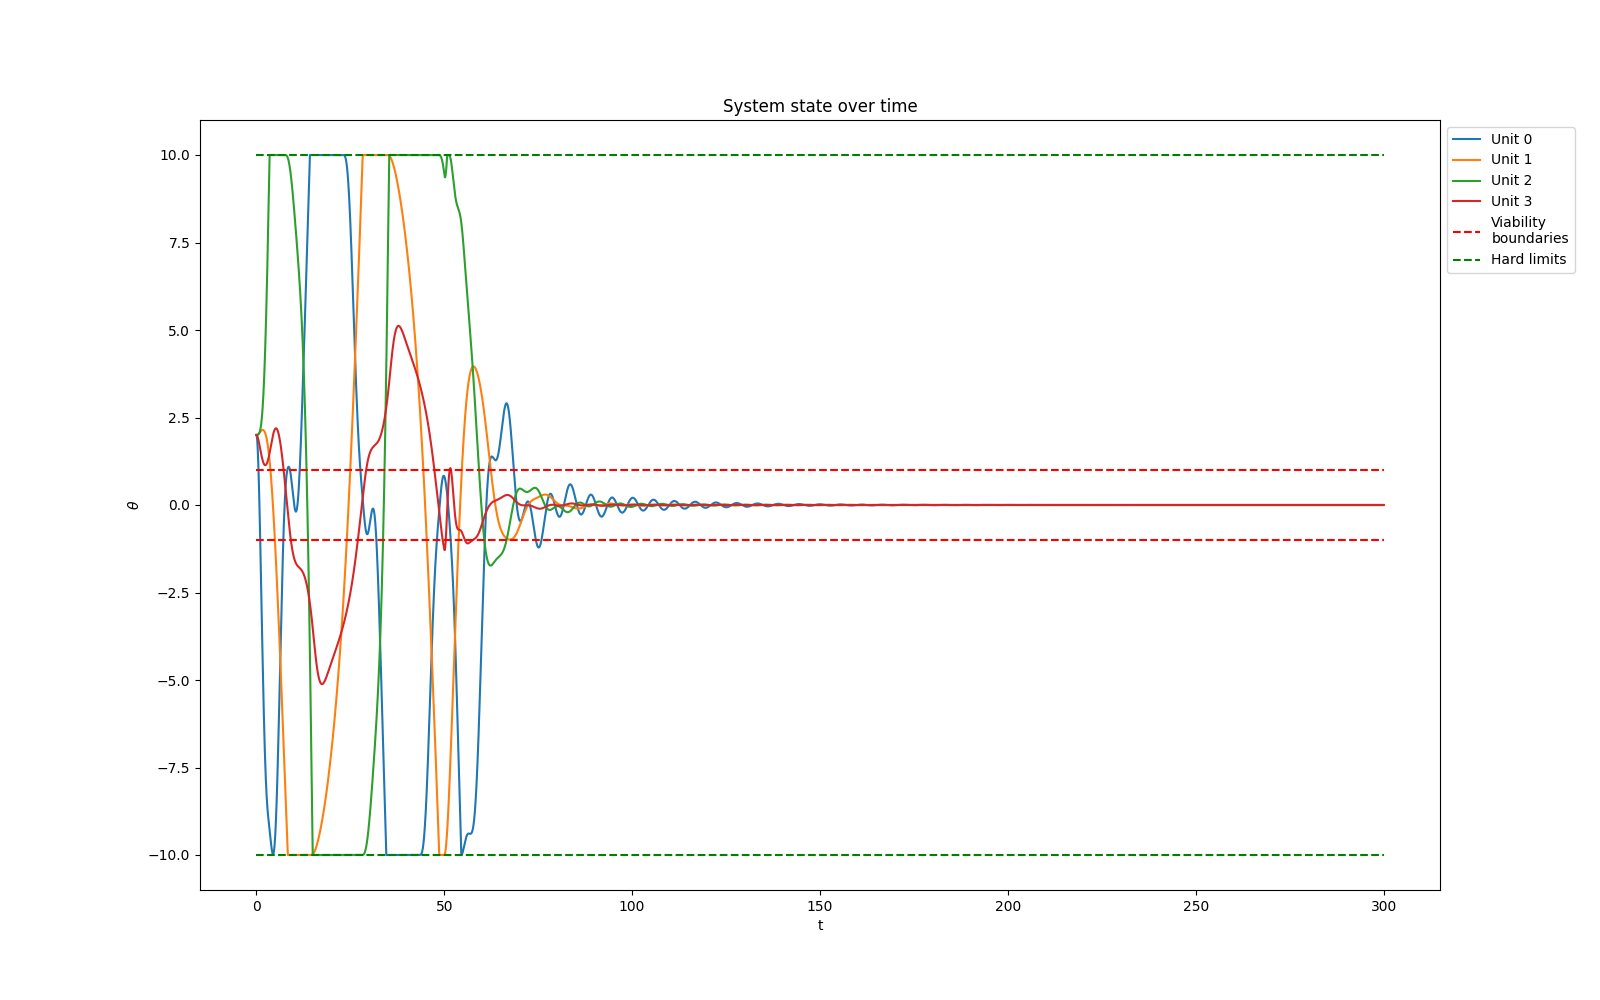 System state over time
10.0
7.5
5.0
2.5
0.0
−2.5
−5.0
−7.5
−10.0
θ
0
50
100
150
200
250
300
t
Unit 0
Unit 1
Unit 2
Unit 3
Viability
boundaries
Hard limits